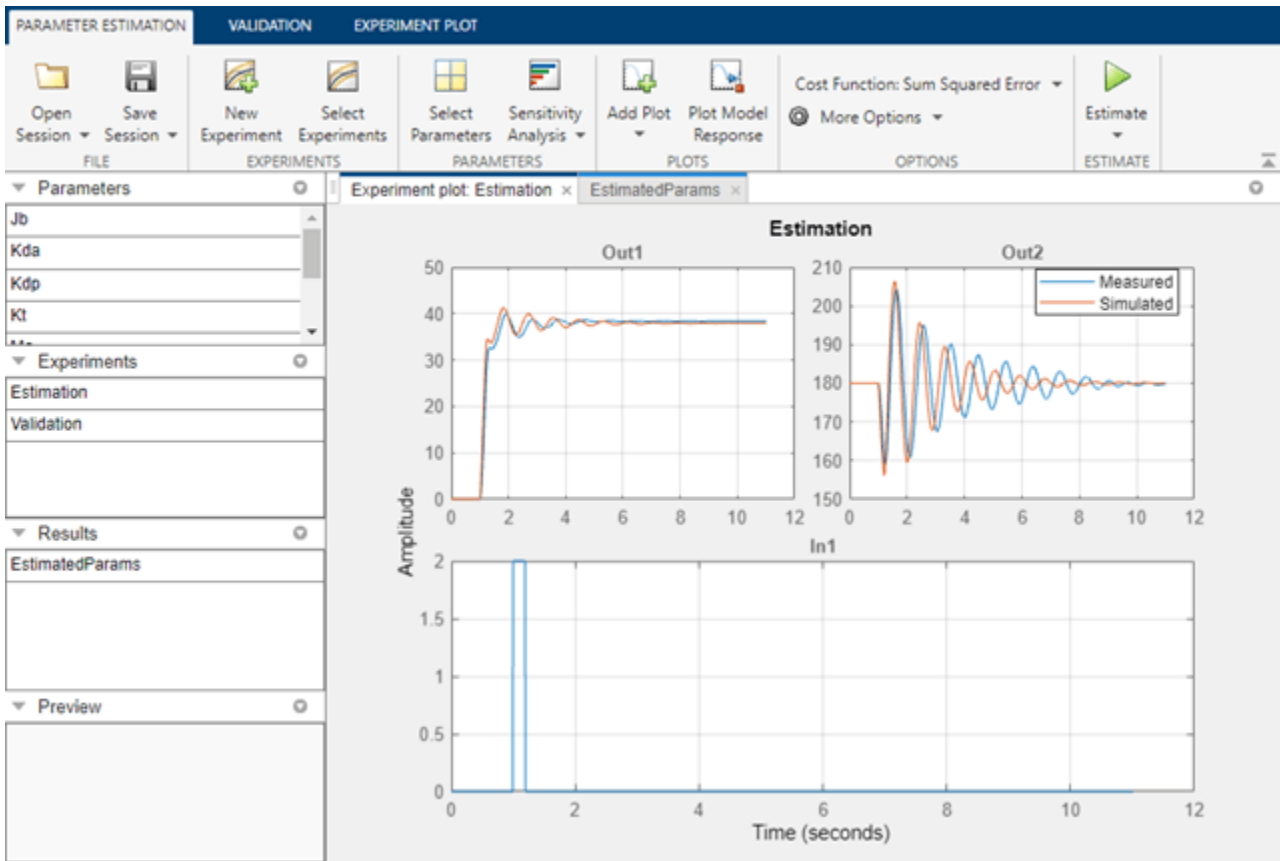 PARAMETER ESTIMATION VALIDATION EXPERIMENT PLOT
Open Session Save Session New Experiment Select Experiments Select Parameters Sensitivity Analysis Add Plot Plot Model Response Cost Function: Sum Squared Error Estimate
More Options
FILE EXPERIMENTS PARAMETERS PLOTS OPTIONS ESTIMATE
Parameters
Jb
Kda
Kdp
Kt
Experiments
Estimation
Validation
Results
EstimatedParams
Preview
Experiment plot: Estimation × EstimatedParams ×
Estimation
Out1
50
40
30
20
10
0
0 2 4 6 8 10 12
Out2
Measured
Simulated
210
200
190
180
170
160
150
0 2 4 6 8 10 12
In1
2
1.5
1
0.5
0
0 2 4 6 8 10 12
Amplitude
Time (seconds)